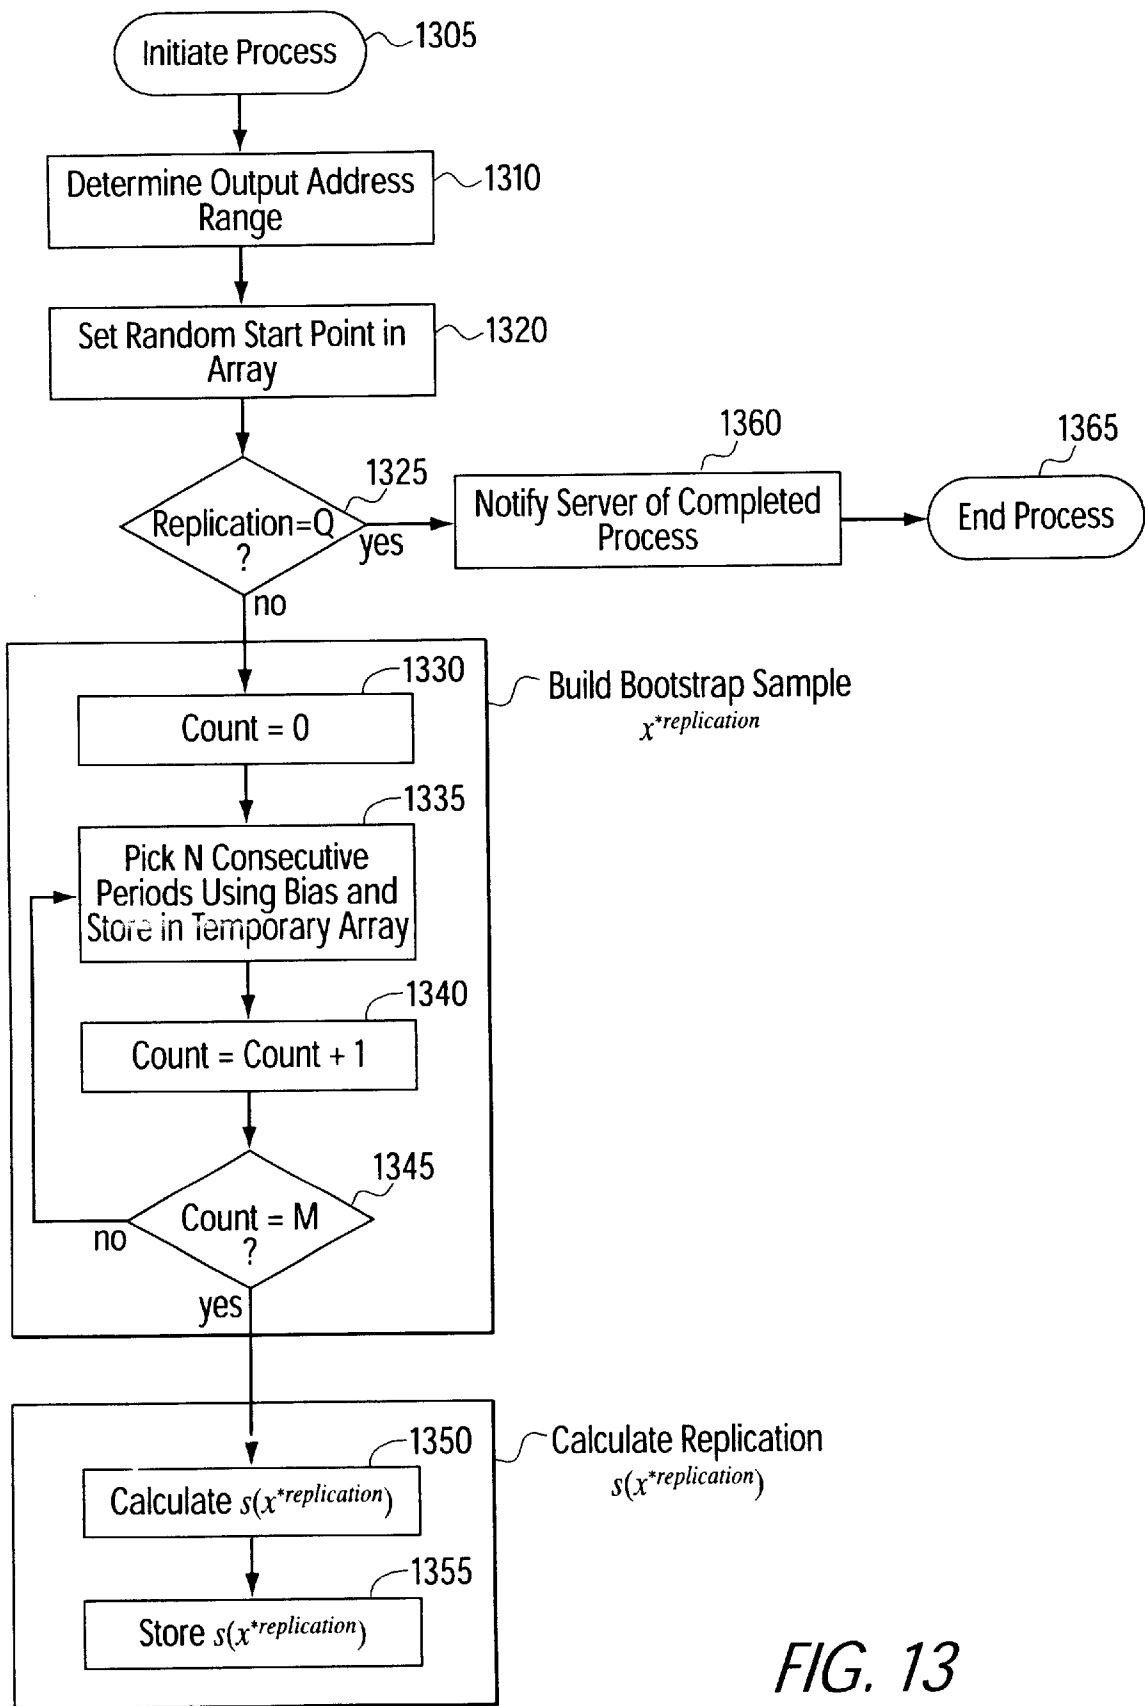 Initiate Process
1305
Determine Output Address
Range
1310
Set Random Start Point in
Array
1320
Replication=Q
?
1325
yes
no
Notify Server of Completed
Process
1360
End Process
1365
Build Bootstrap Sample
x*replication
1330
Count = 0
1335
Pick N Consecutive
Periods Using Bias and
Store in Temporary Array
1340
Count = Count + 1
1345
Count = M
?
no
yes
Calculate Replication
s(x*replication)
1350
Calculate s(x*replication)
1355
Store s(x*replication)
FIG. 13